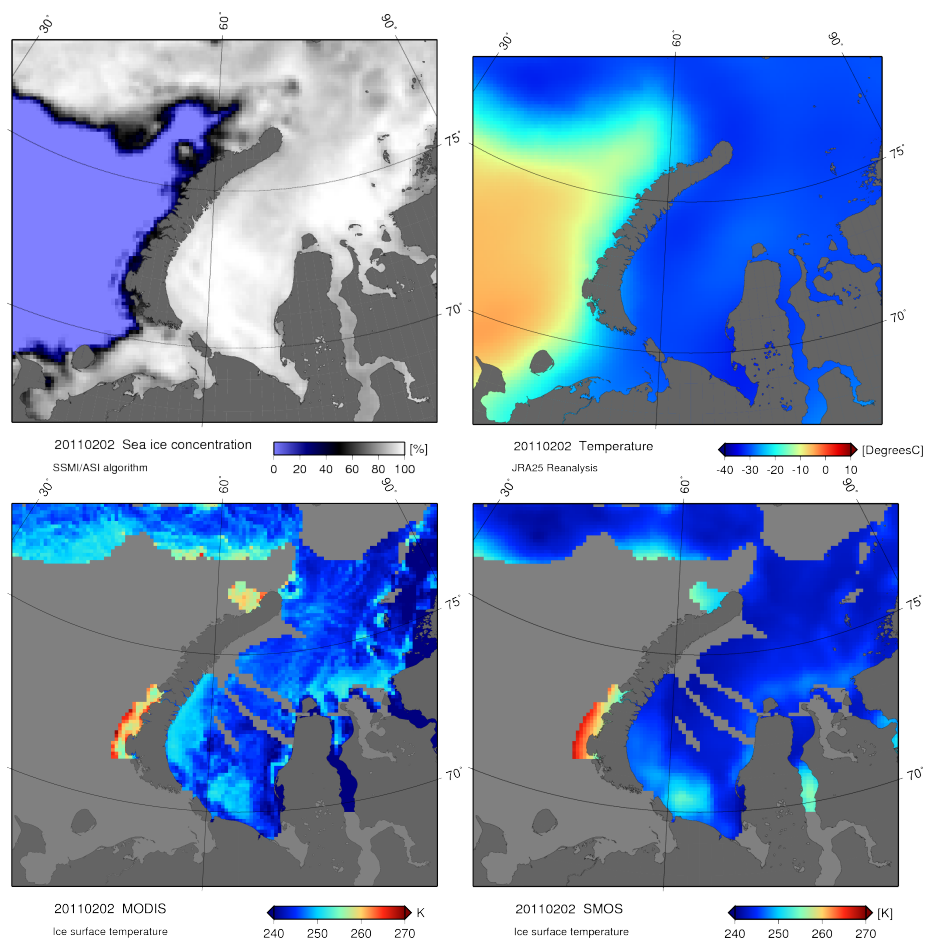 30° 60° 90°
75°
70°
20110202 Sea ice concentration [%]
0 20 40 60 80 100
SSMI/ASI algorithm
30° 60° 90°
75°
70°
20110202 Temperature [DegreesC]
-40 -30 -20 -10 0 10
JRA25 Reanalysis
30° 60° 90°
75°
70°
20110202 MODIS K
240 250 260 270
Ice surface temperature
30° 60° 90°
75°
70°
20110202 SMOS [K]
240 250 260 270
Ice surface temperature